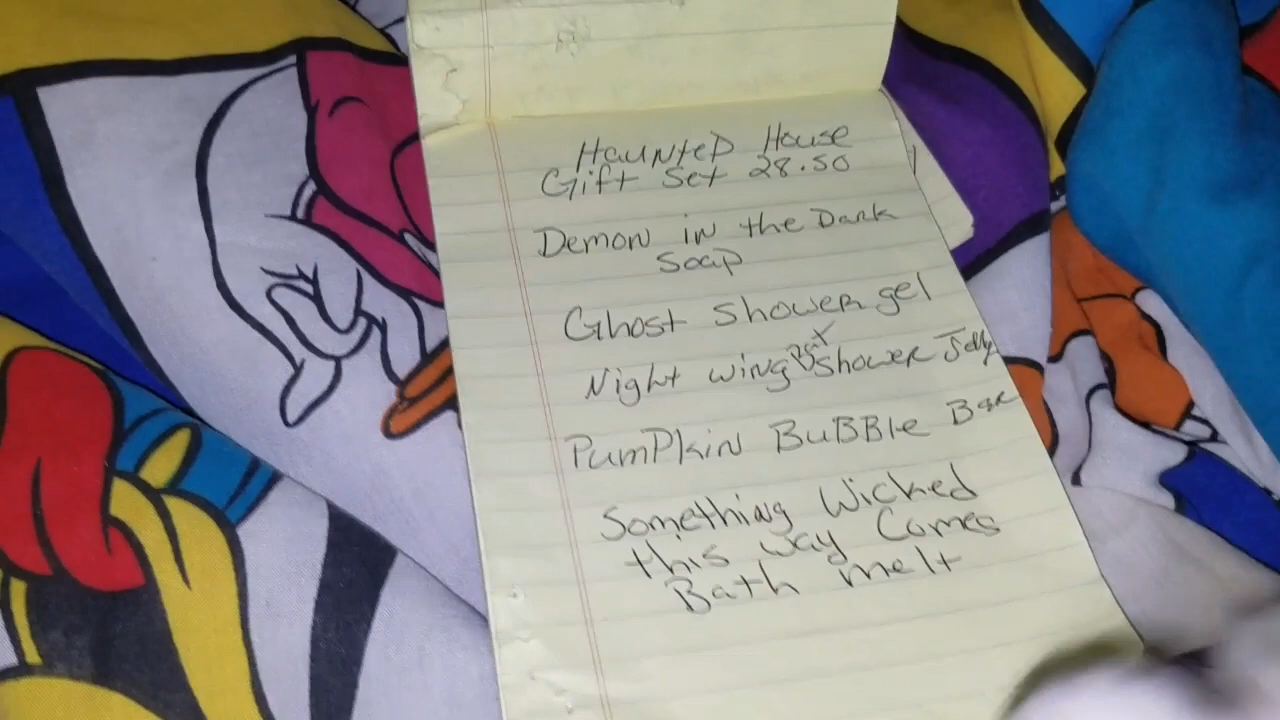 Haunted House
Gift Set 28.50
Demon in the Dark
Soap
Ghost Shower gel
Night wing Bat Shower Jelly
Pumpkin Bubble Bar
Something Wicked
this way Comes
Bath melt